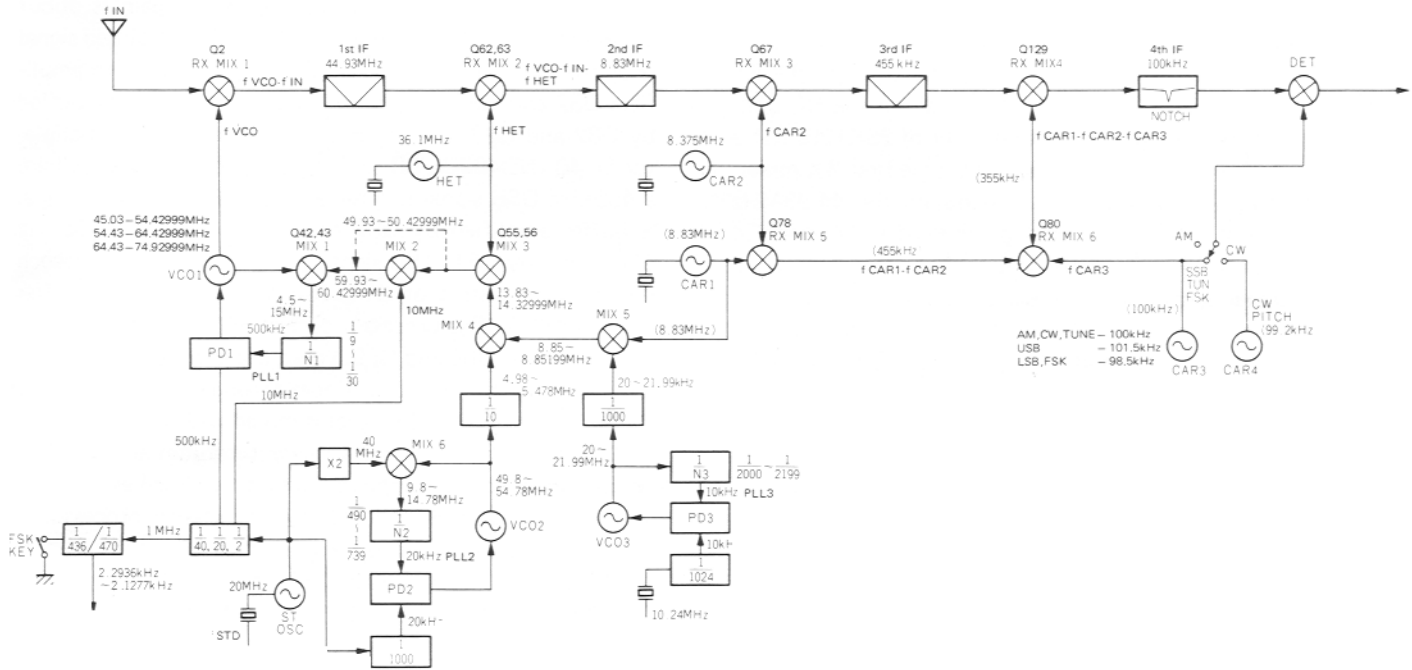 f IN
Q2
RX MIX 1
1st IF
44.93MHz
Q62,63
RX MIX 2
2nd IF
8.83MHz
Q67
RX MIX 3
3rd IF
455 kHz
Q129
RX MIX4
4th IF
100kHz
DET
f VCO-f IN
f VCO-f IN-
f HET
NOTCH
f VCO
f HET
f CAR2
f CAR1-f CAR2-f CAR3
36.1MHz
HET
8.375MHz
CAR2
(355kHz
45.03-54.42999MHz
54.43-64.42999MHz
64.43-74.92999MHz
VCO1
Q42,43
MIX 1
49.93~50.42999MHz
MIX 2
Q55,56
MIX 3
(8.83MHz)
CAR1
Q78
RX MIX 5
(455kHz)
f CAR1-f CAR2
Q80
RX MIX 6
f CAR3
AM
CW
SSB
TUN
FSK
59.93~
60.42999MHz
4.5~
15MHz
500kHz
10MHz
13.83~
14.32999MHz
MIX 4
MIX 5
(8.83MHz)
(100kHz)
CW
PITCH
(99.2kHz
PD1
1
N1
1
9
~
1
30
PLL1
8.85~
8.85199MHz
AM,CW,TUNE – 100kHz
USB – 101.5kHz
LSB,FSK – 98.5kHz
CAR3
CAR4
10MHz
4.98~
5.478MHz
20~21.99kHz
1
10
1
1000
500kHz
X2
40
MHz
MIX 6
20~
21.99MHz
1
N3
1
2000
~
1
2199
9.8~
14.78MHz
49.8~
54.78MHz
10kHz
PLL3
FSK
KEY
1
436
/
1
470
1MHz
1
40,
1
20,
1
2
1
490
~
1
739
1
N2
VCO2
VCO3
PD3
2.2936kHz
~2.1277kHz
20kHz
PLL2
1
1024
20MHz
ST
OSC
STD
PD2
10.24MHz
1
1000